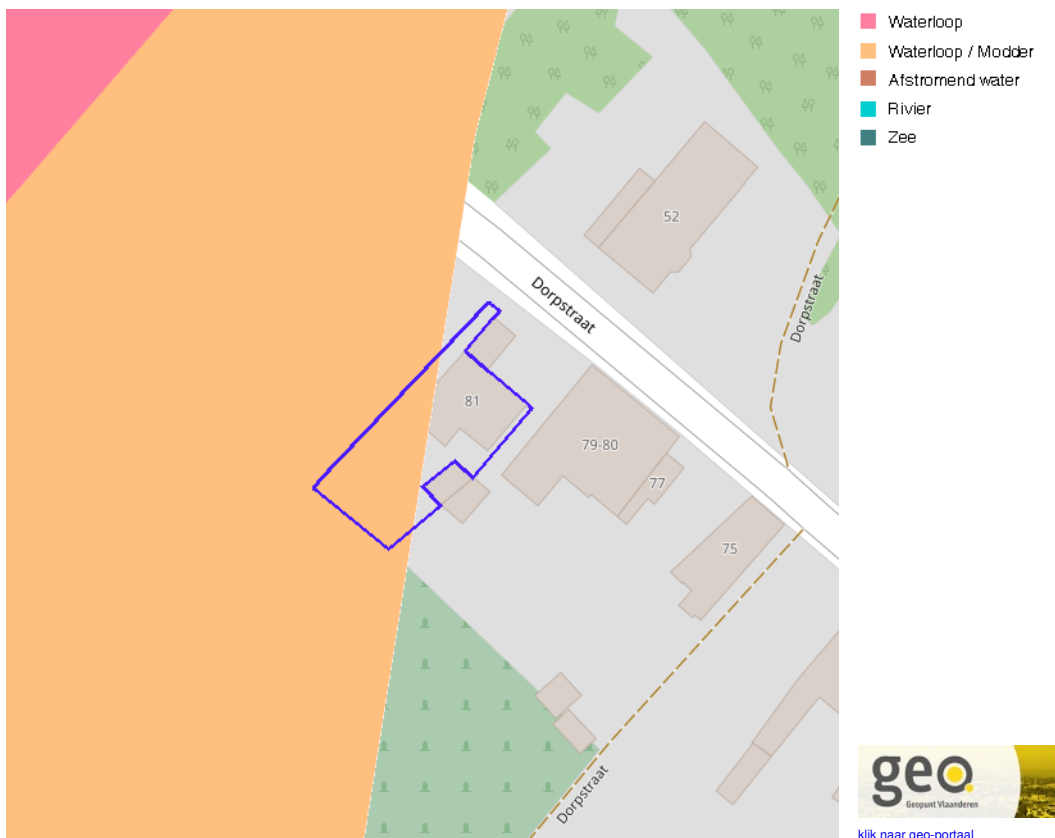 Waterloop
Waterloop / Modder
Afstromend water
Rivier
Zee
52
Dorpstraat
Dorpstraat
81
79-80
77
75
Dorpstraat
geo
Geopunt Vlaanderen
klik naar geo-portaal